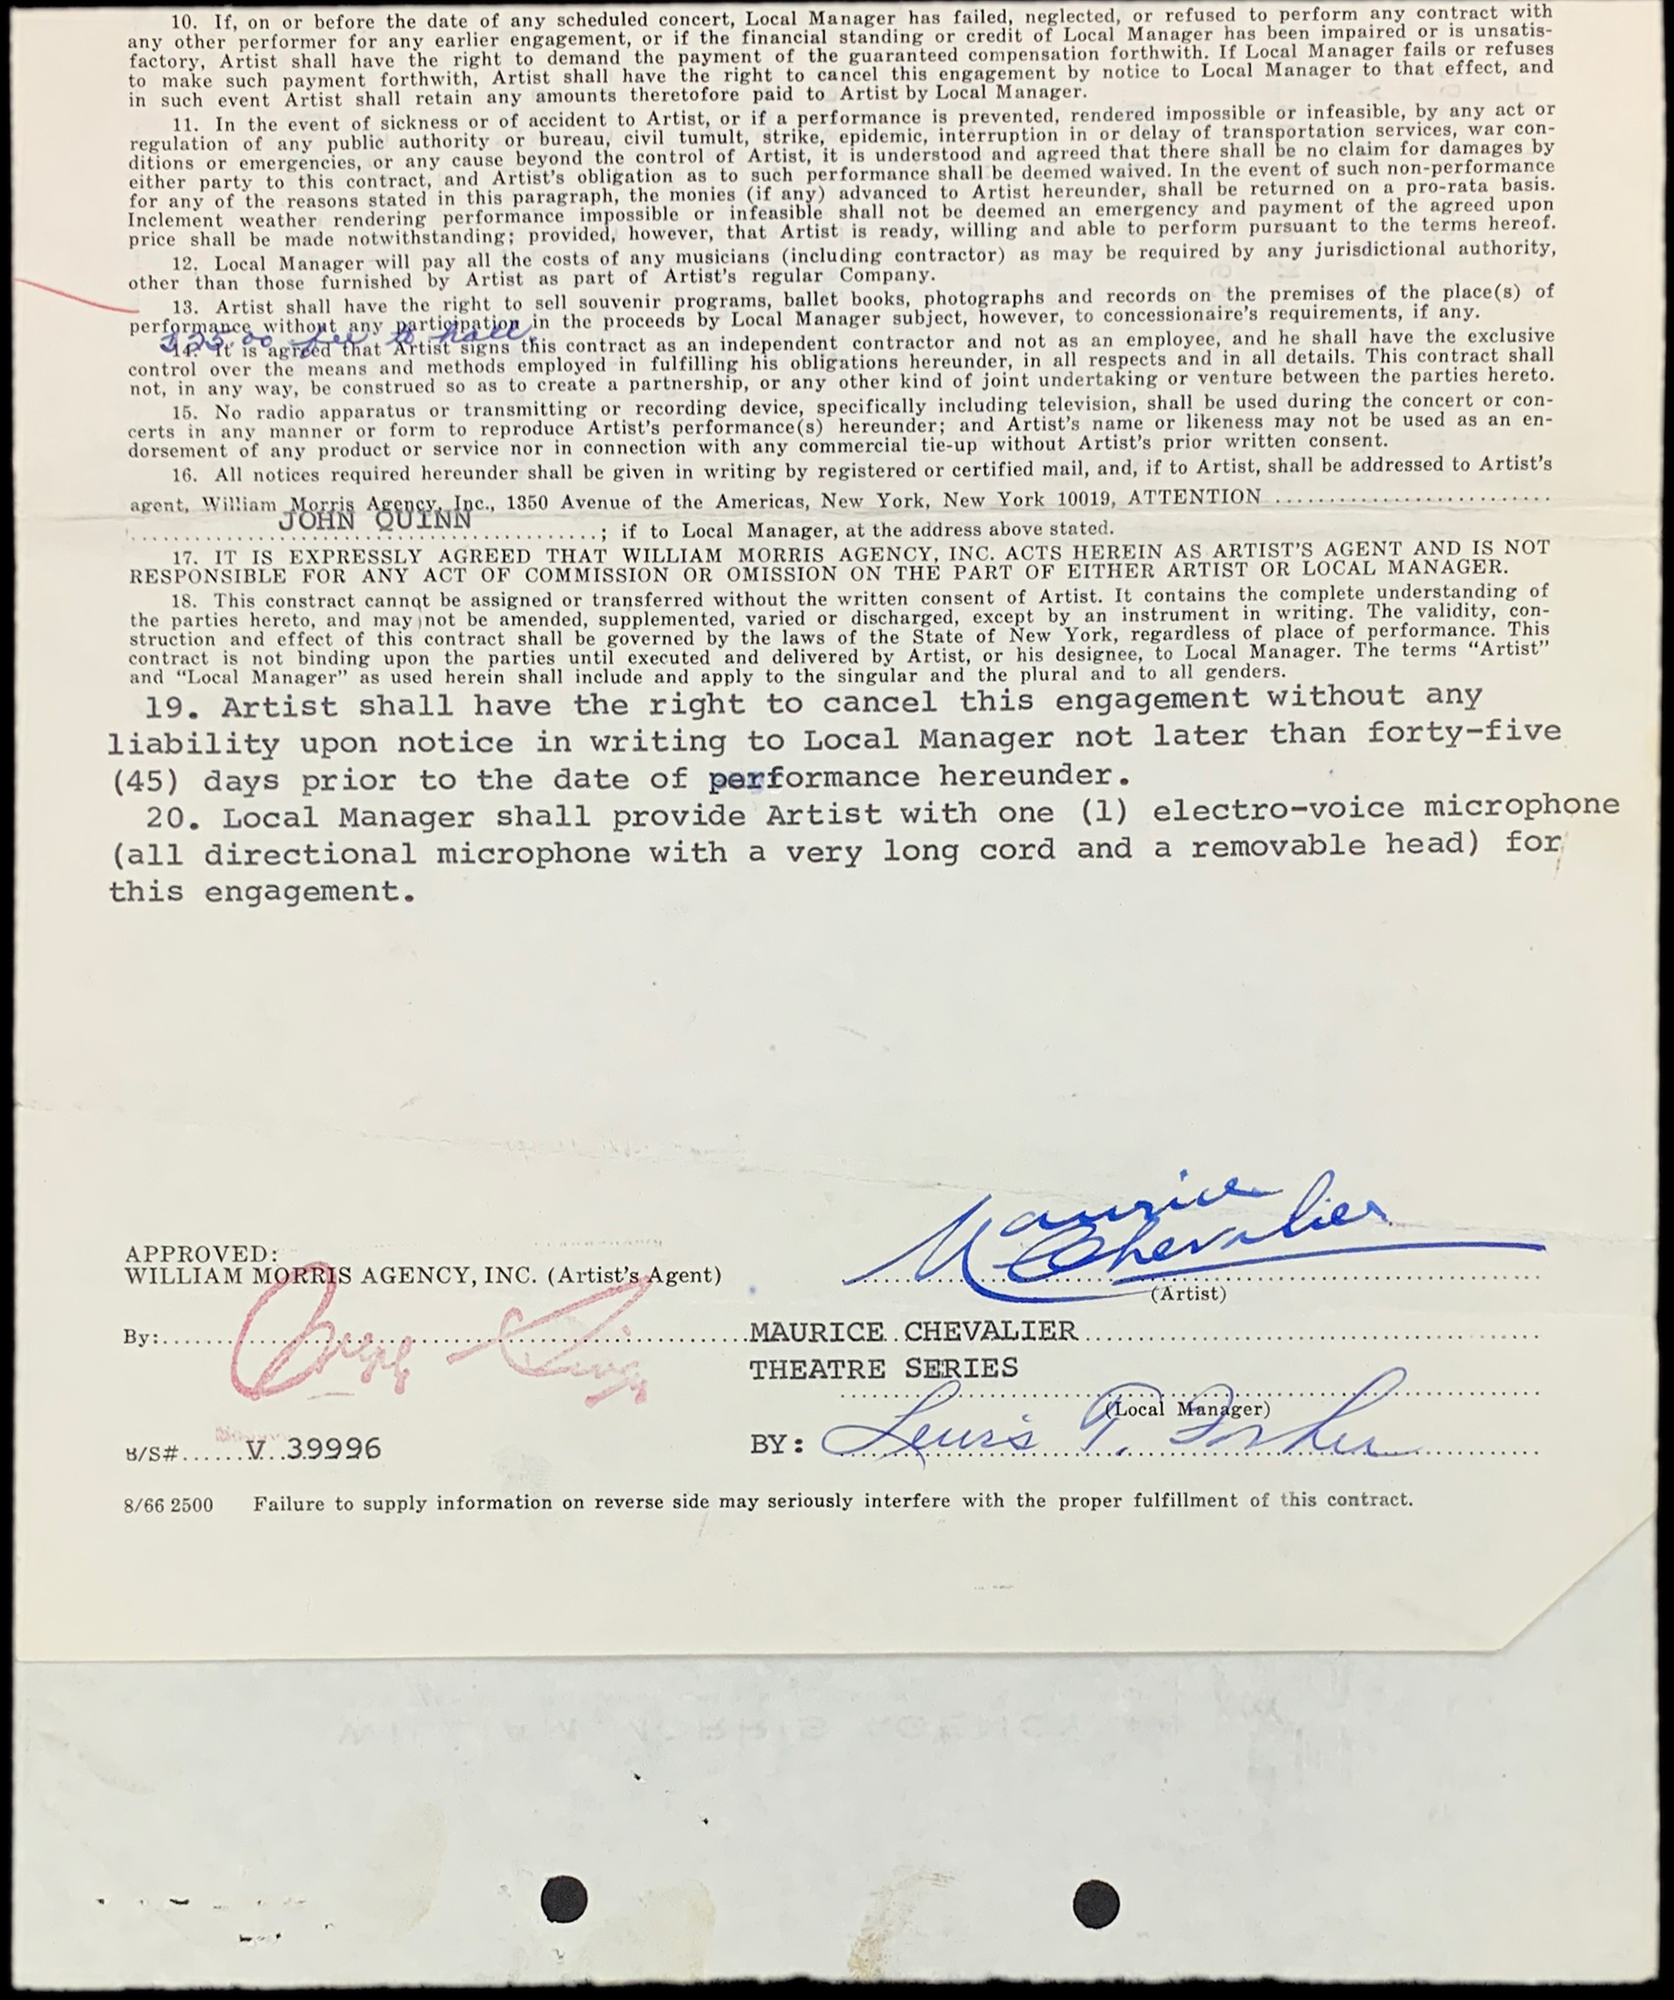 10. If, on or before the date of any scheduled concert, Local Manager has failed, neglected, or refused to perform any contract with
any other performer for any earlier engagement, or if the financial standing or credit of Local Manager has been impaired or is unsatis-
factory, Artist shall have the right to demand the payment of the guaranteed compensation forthwith. If Local Manager fails or refuses
to make such payment forthwith, Artist shall have the right to cancel this engagement by notice to Local Manager to that effect, and
in such event Artist shall retain any amounts theretofore paid to Artist by Local Manager.
11. In the event of sickness or of accident to Artist, or if a performance is prevented, rendered impossible or infeasible, by any act or
regulation of any public authority or bureau, civil tumult, strike, epidemic, interruption in or delay of transportation services, war con-
ditions or emergencies, or any cause beyond the control of Artist, it is understood and agreed that there shall be no claim for damages by
either party to this contract, and Artist's obligation as to such performance shall be deemed waived. In the event of such non-performance
for any of the reasons stated in this paragraph, the monies (if any) advanced to Artist hereunder, shall be returned on a pro-rata basis.
Inclement weather rendering performance impossible or infeasible shall not be deemed an emergency and payment of the agreed upon
price shall be made notwithstanding; provided, however, that Artist is ready, willing and able to perform pursuant to the terms hereof.
12. Local Manager will pay all the costs of any musicians (including contractor) as may be required by any jurisdictional authority,
other than those furnished by Artist as part of Artist's regular Company.
13. Artist shall have the right to sell souvenir programs, ballet books, photographs and records on the premises of the place(s) of
performance without any participation in the proceeds by Local Manager subject, however, to concessionaire's requirements, if any.
fee to hall
14. It is agreed that Artist signs this contract as an independent contractor and not as an employee, and he shall have the exclusive
control over the means and methods employed in fulfilling his obligations hereunder, in all respects and in all details. This contract shall
not, in any way, be construed so as to create a partnership, or any other kind of joint undertaking or venture between the parties hereto.
15. No radio apparatus or transmitting or recording device, specifically including television, shall be used during the concert or con-
certs in any manner or form to reproduce Artist's performance(s) hereunder; and Artist's name or likeness may not be used as an en-
dorsement of any product or service nor in connection with any commercial tie-up without Artist's prior written consent.
16. All notices required hereunder shall be given in writing by registered or certified mail, and, if to Artist, shall be addressed to Artist's
agent, William Morris Agency, Inc., 1350 Avenue of the Americas, New York, New York 10019, ATTENTION ............................
JOHN QUINN
..............................................; if to Local Manager, at the address above stated.
17. IT IS EXPRESSLY AGREED THAT WILLIAM MORRIS AGENCY, INC. ACTS HEREIN AS ARTIST'S AGENT AND IS NOT
RESPONSIBLE FOR ANY ACT OF COMMISSION OR OMISSION ON THE PART OF EITHER ARTIST OR LOCAL MANAGER.
18. This constract cannot be assigned or transferred without the written consent of Artist. It contains the complete understanding of
the parties hereto, and may not be amended, supplemented, varied or discharged, except by an instrument in writing. The validity, con-
struction and effect of this contract shall be governed by the laws of the State of New York, regardless of place of performance. This
contract is not binding upon the parties until executed and delivered by Artist, or his designee, to Local Manager. The terms “Artist”
and “Local Manager” as used herein shall include and apply to the singular and the plural and to all genders.
19. Artist shall have the right to cancel this engagement without any
liability upon notice in writing to Local Manager not later than forty-five
(45) days prior to the date of performance hereunder.
20. Local Manager shall provide Artist with one (1) electro-voice microphone
(all directional microphone with a very long cord and a removable head) for
this engagement.
Maurice
Chevalier
APPROVED:
WILLIAM MORRIS AGENCY, INC. (Artist's Agent)
(Artist)
By:
MAURICE CHEVALIER
THEATRE SERIES
(Local Manager)
B/S#......V..39996
BY: Lewis T.
8/66 2500 Failure to supply information on reverse side may seriously interfere with the proper fulfillment of this contract.